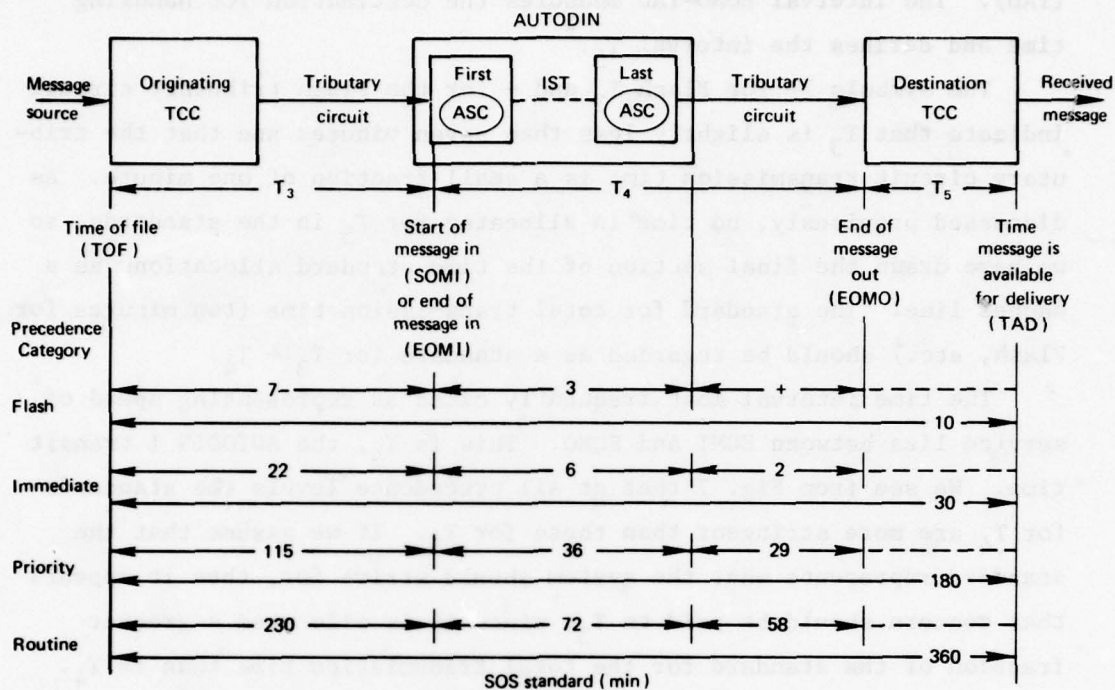 AUTODIN
Message source
Originating TCC
Tributary circuit
First ASC
IST
Last ASC
Tributary circuit
Destination TCC
Received message
T3
T4
T5
Time of file (TOF)
Start of message in (SOMI) or end of message in (EOMI)
End of message out (EOMO)
Time message is available for delivery (TAD)
Precedence Category
Flash
7-
3
+
10
Immediate
22
6
2
30
Priority
115
36
29
180
Routine
230
72
58
360
SOS standard (min)